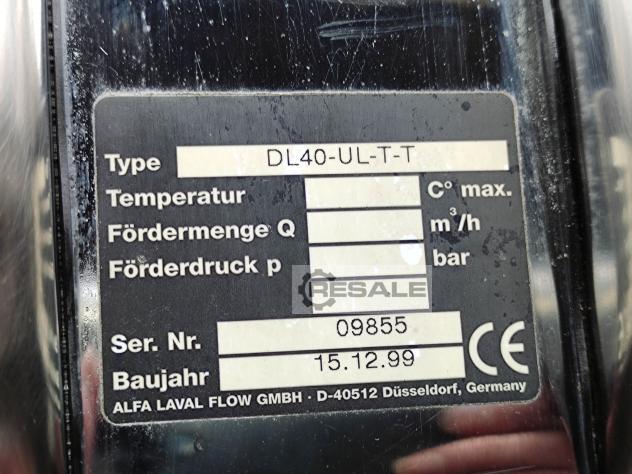 Type DL40-UL-T-T
Temperatur C° max.
Fördermenge Q m³/h
Förderdruck p bar
RESALE
Ser. Nr. 09855
Baujahr 15.12.99
CE
ALFA LAVAL FLOW GMBH · D-40512 Düsseldorf, Germany